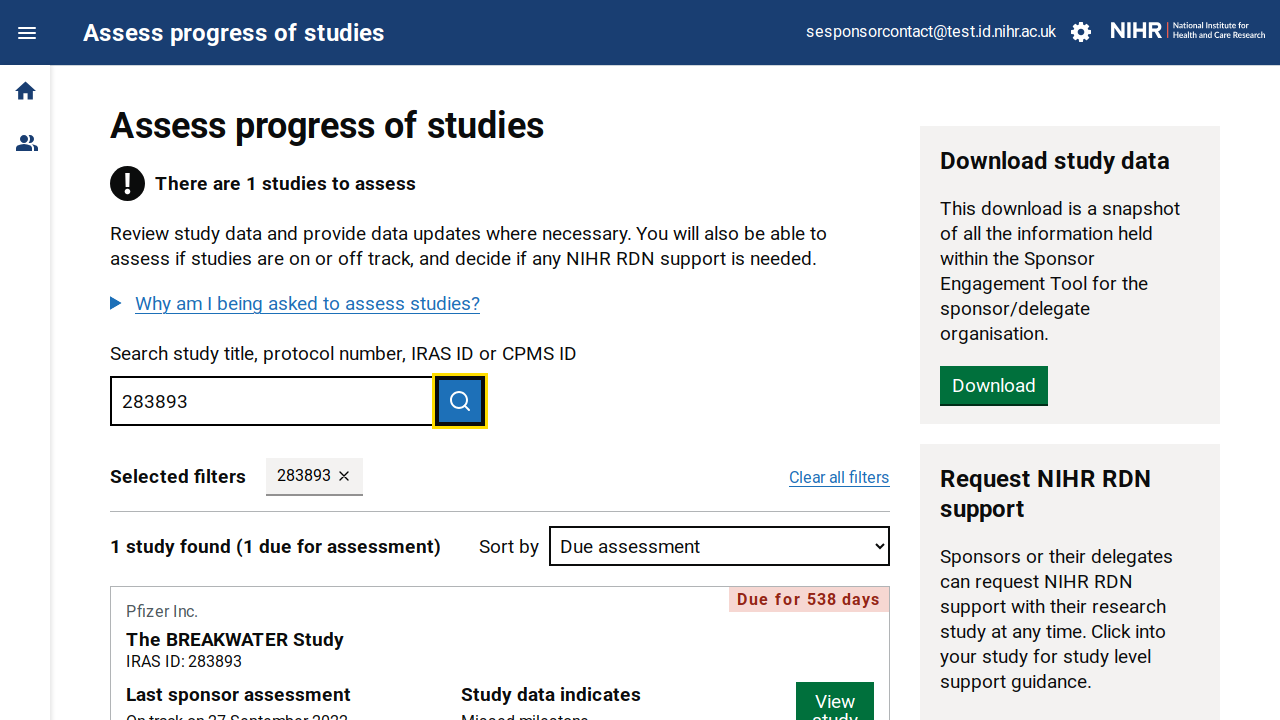 Assess progress of studies
sesponsorcontact@test.id.nihr.ac.uk
NIHR
National Institute for
Health and Care Research
Assess progress of studies
There are 1 studies to assess
Review study data and provide data updates where necessary. You will also be able to
assess if studies are on or off track, and decide if any NIHR RDN support is needed.
Why am I being asked to assess studies?
Search study title, protocol number, IRAS ID or CPMS ID
283893
Selected filters
283893
Clear all filters
1 study found (1 due for assessment)
Sort by
Due assessment
Due for 538 days
Pfizer Inc.
The BREAKWATER Study
IRAS ID: 283893
Last sponsor assessment
Study data indicates
View
study
On track on 27 September 2022
Missed milestone
Download study data
This download is a snapshot
of all the information held
within the Sponsor
Engagement Tool for the
sponsor/delegate
organisation.
Download
Request NIHR RDN
support
Sponsors or their delegates
can request NIHR RDN
support with their research
study at any time. Click into
your study for study level
support guidance.